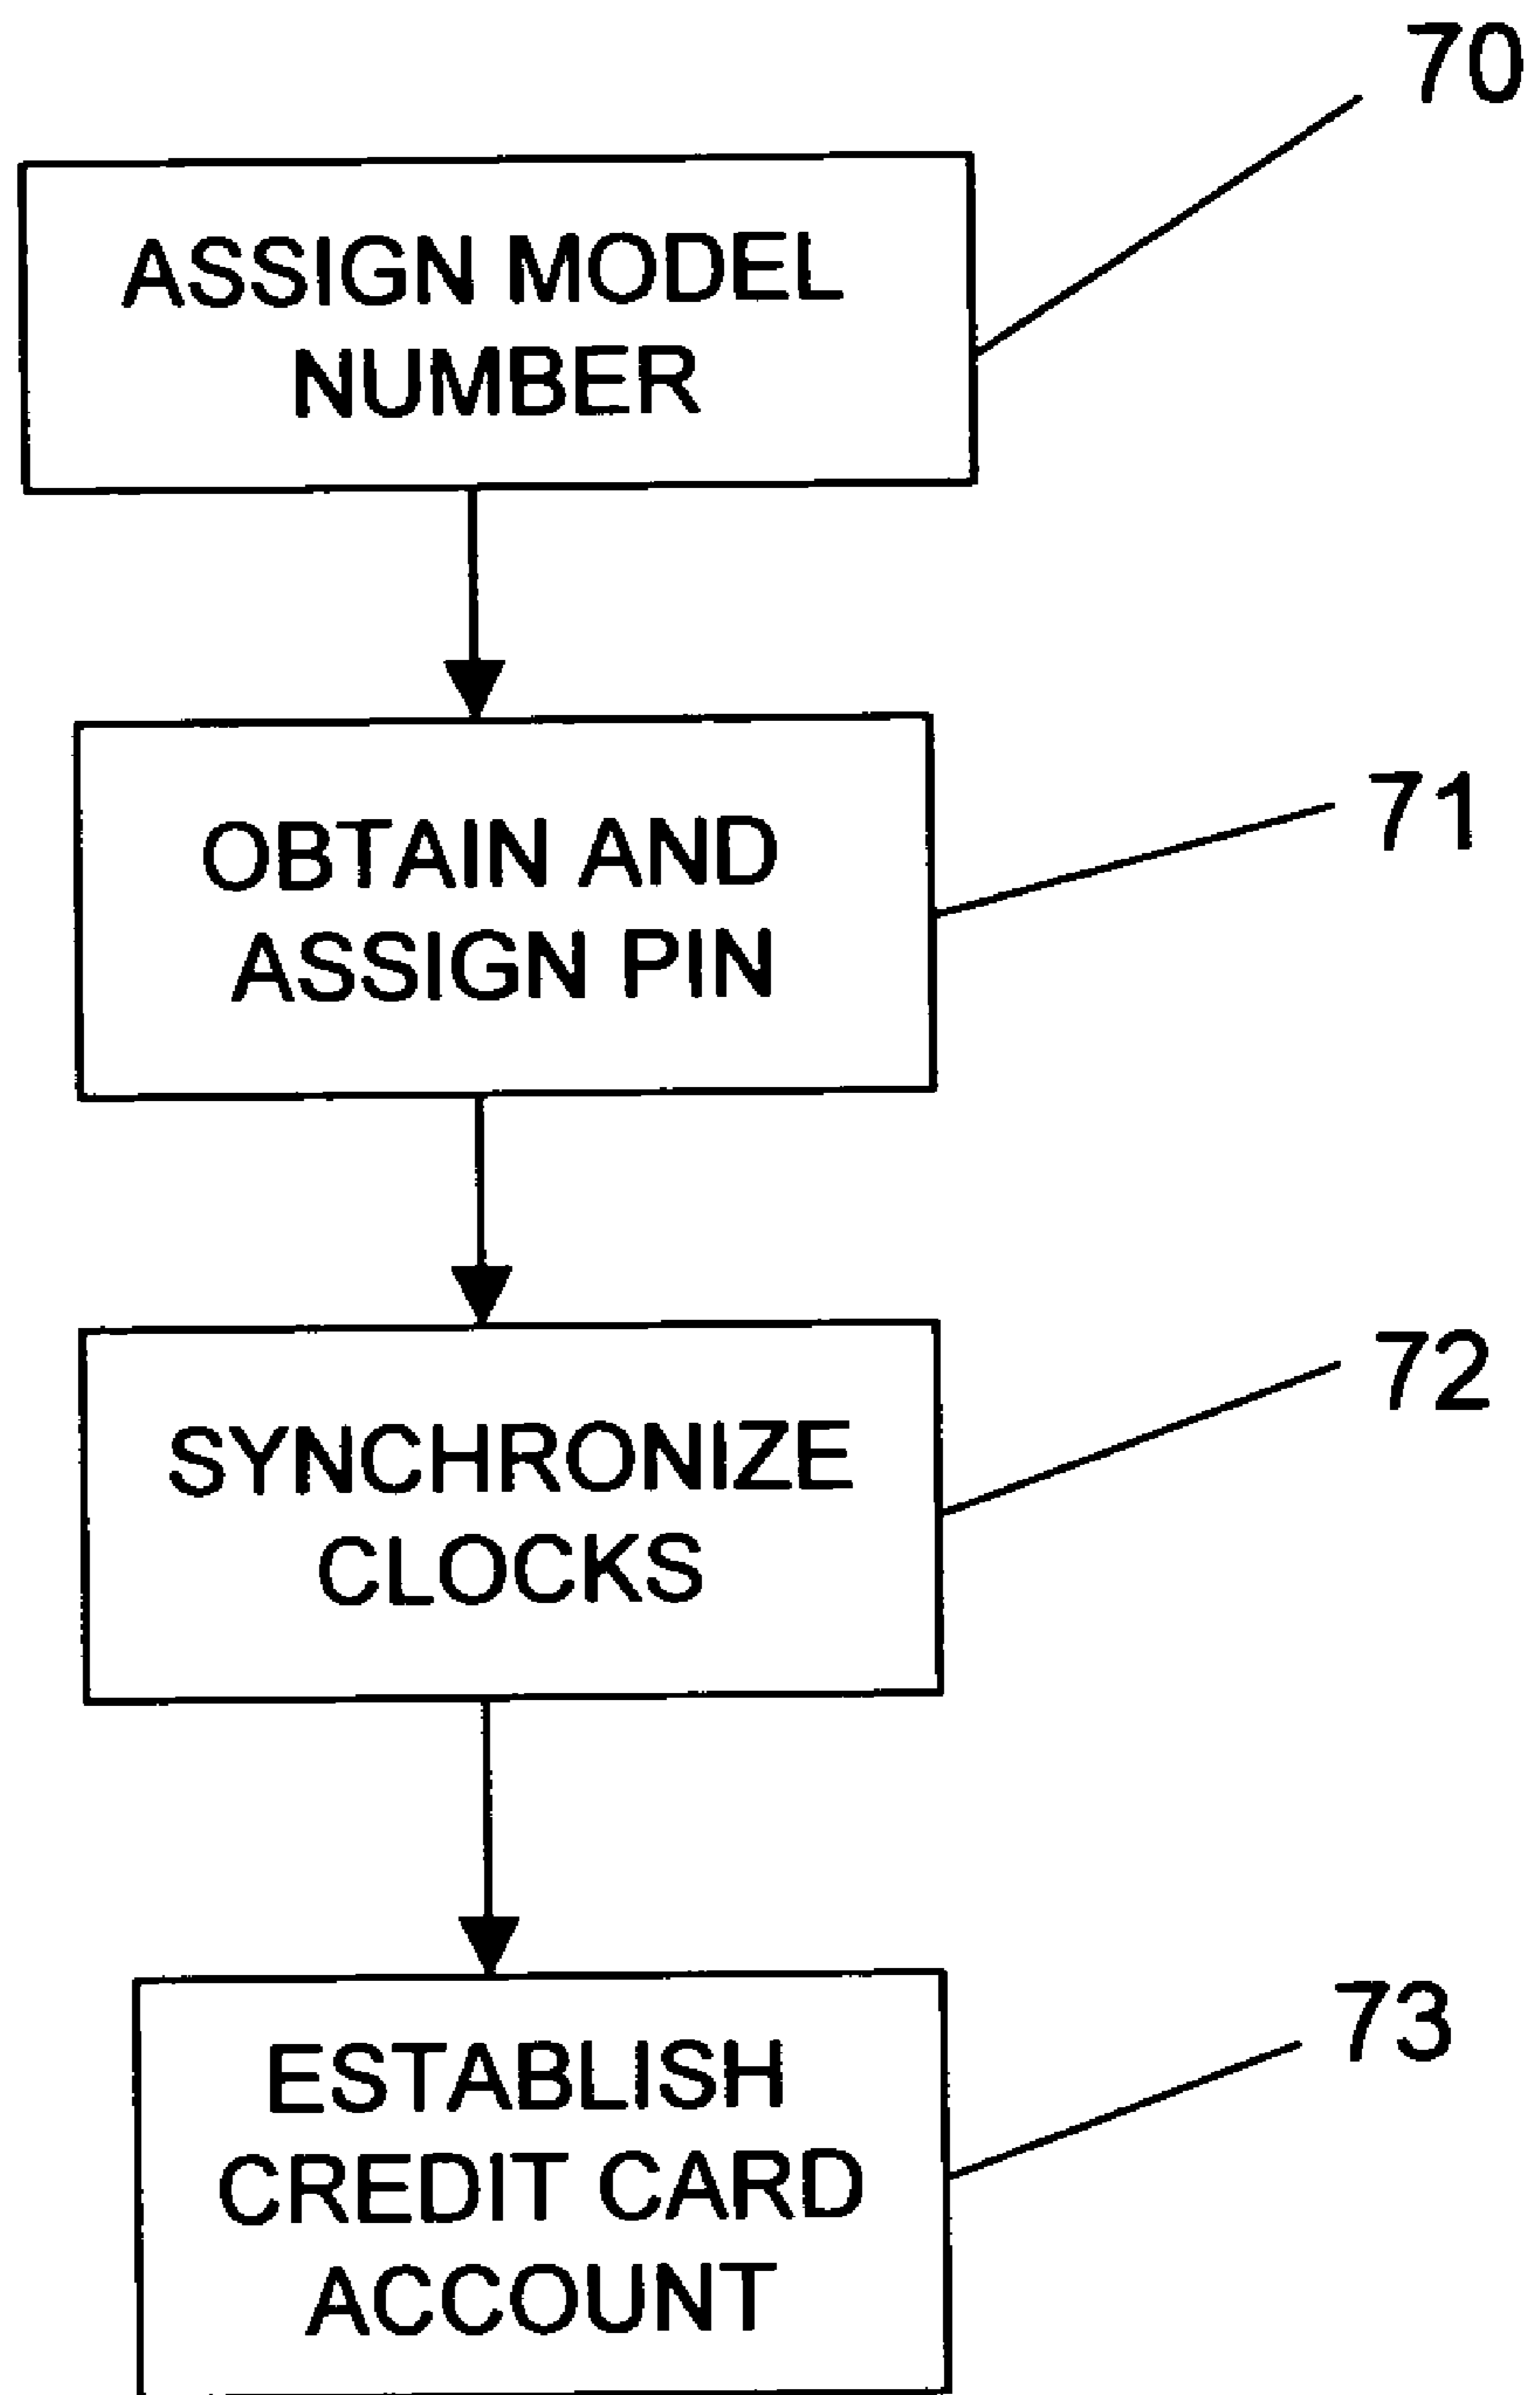 70
ASSIGN MODEL
NUMBER
71
OBTAIN AND
ASSIGN PIN
72
SYNCHRONIZE
CLOCKS
73
ESTABLISH
CREDIT CARD
ACCOUNT